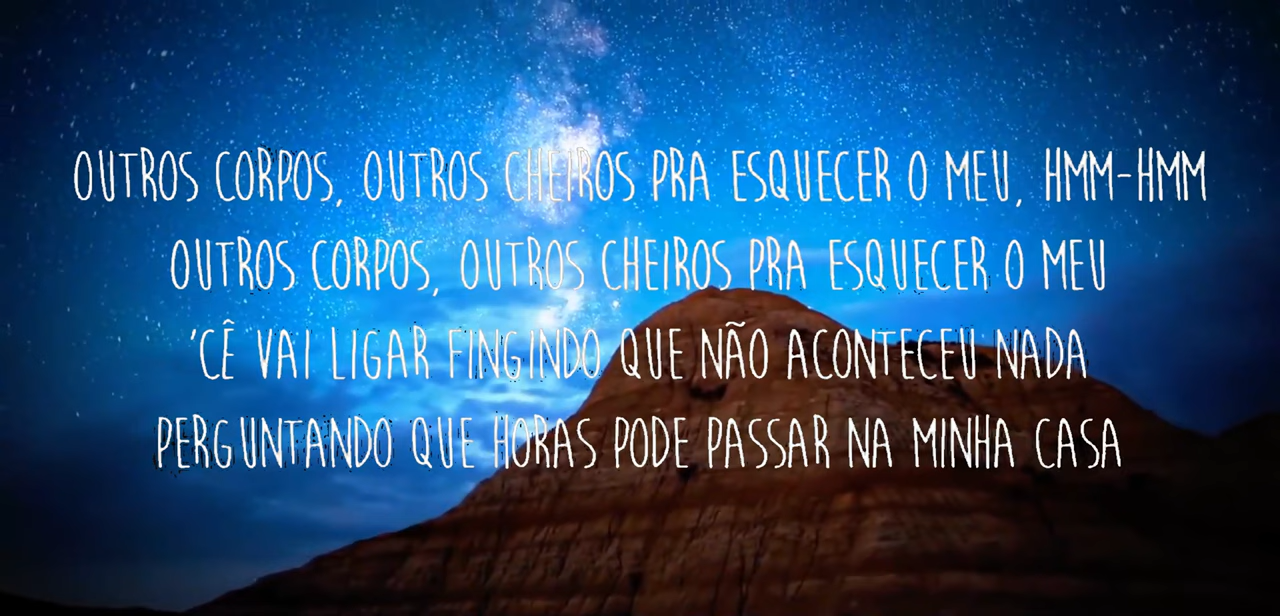 OUTROS CORPOS, OUTROS CHEIROS PRA ESQUECER O MEU, HMM-HMM
OUTROS CORPOS, OUTROS CHEIROS PRA ESQUECER O MEU
'CÊ VAI LIGAR FINGINDO QUE NÃO ACONTECEU NADA
PERGUNTANDO QUE HORAS PODE PASSAR NA MINHA CASA